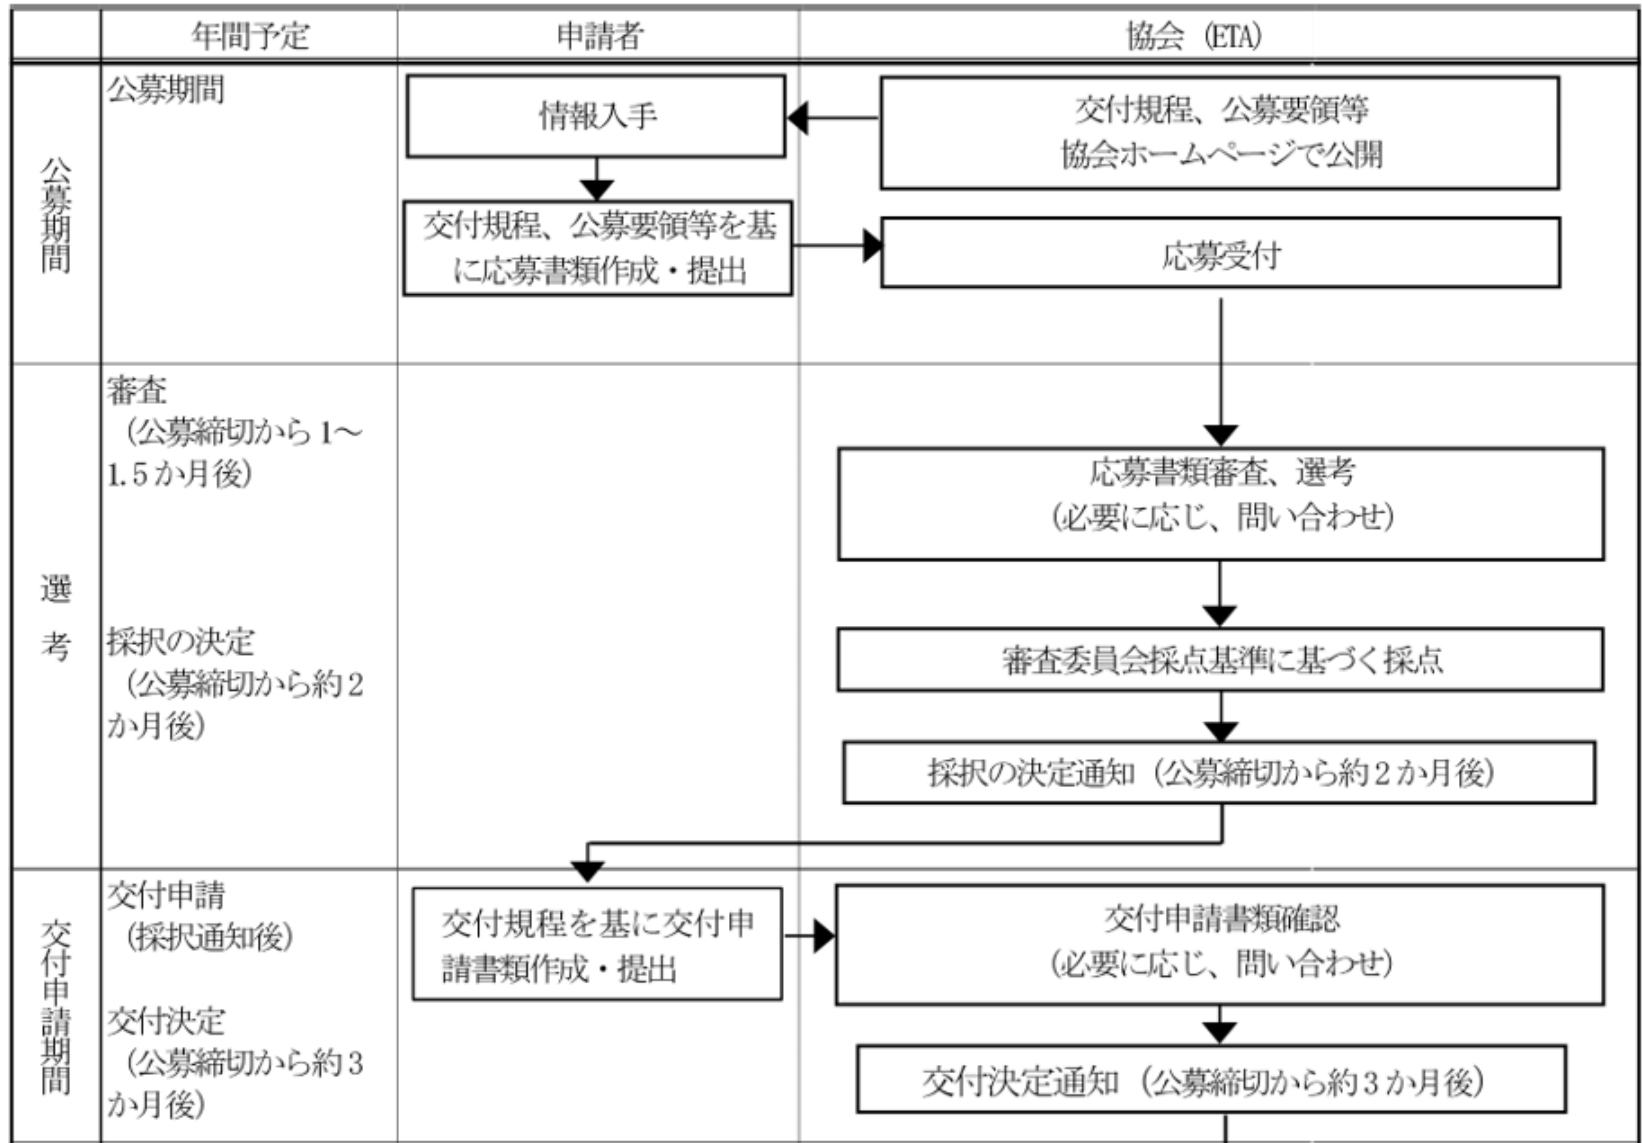 年間予定
申請者
協会（ETA）
公募期間
公募期間
情報入手
交付規程、公募要領等
協会ホームページで公開
交付規程、公募要領等を基
に応募書類作成・提出
応募受付
選考
審査
（公募締切から 1～
1.5 か月後）
応募書類審査、選考
（必要に応じ、問い合わせ）
採択の決定
（公募締切から約 2
か月後）
審査委員会採点基準に基づく採点
採択の決定通知（公募締切から約 2 か月後）
交付申請期間
交付申請
（採択通知後）
交付規程を基に交付申
請書類作成・提出
交付申請書類確認
（必要に応じ、問い合わせ）
交付決定
（公募締切から約 3
か月後）
交付決定通知（公募締切から約 3 か月後）